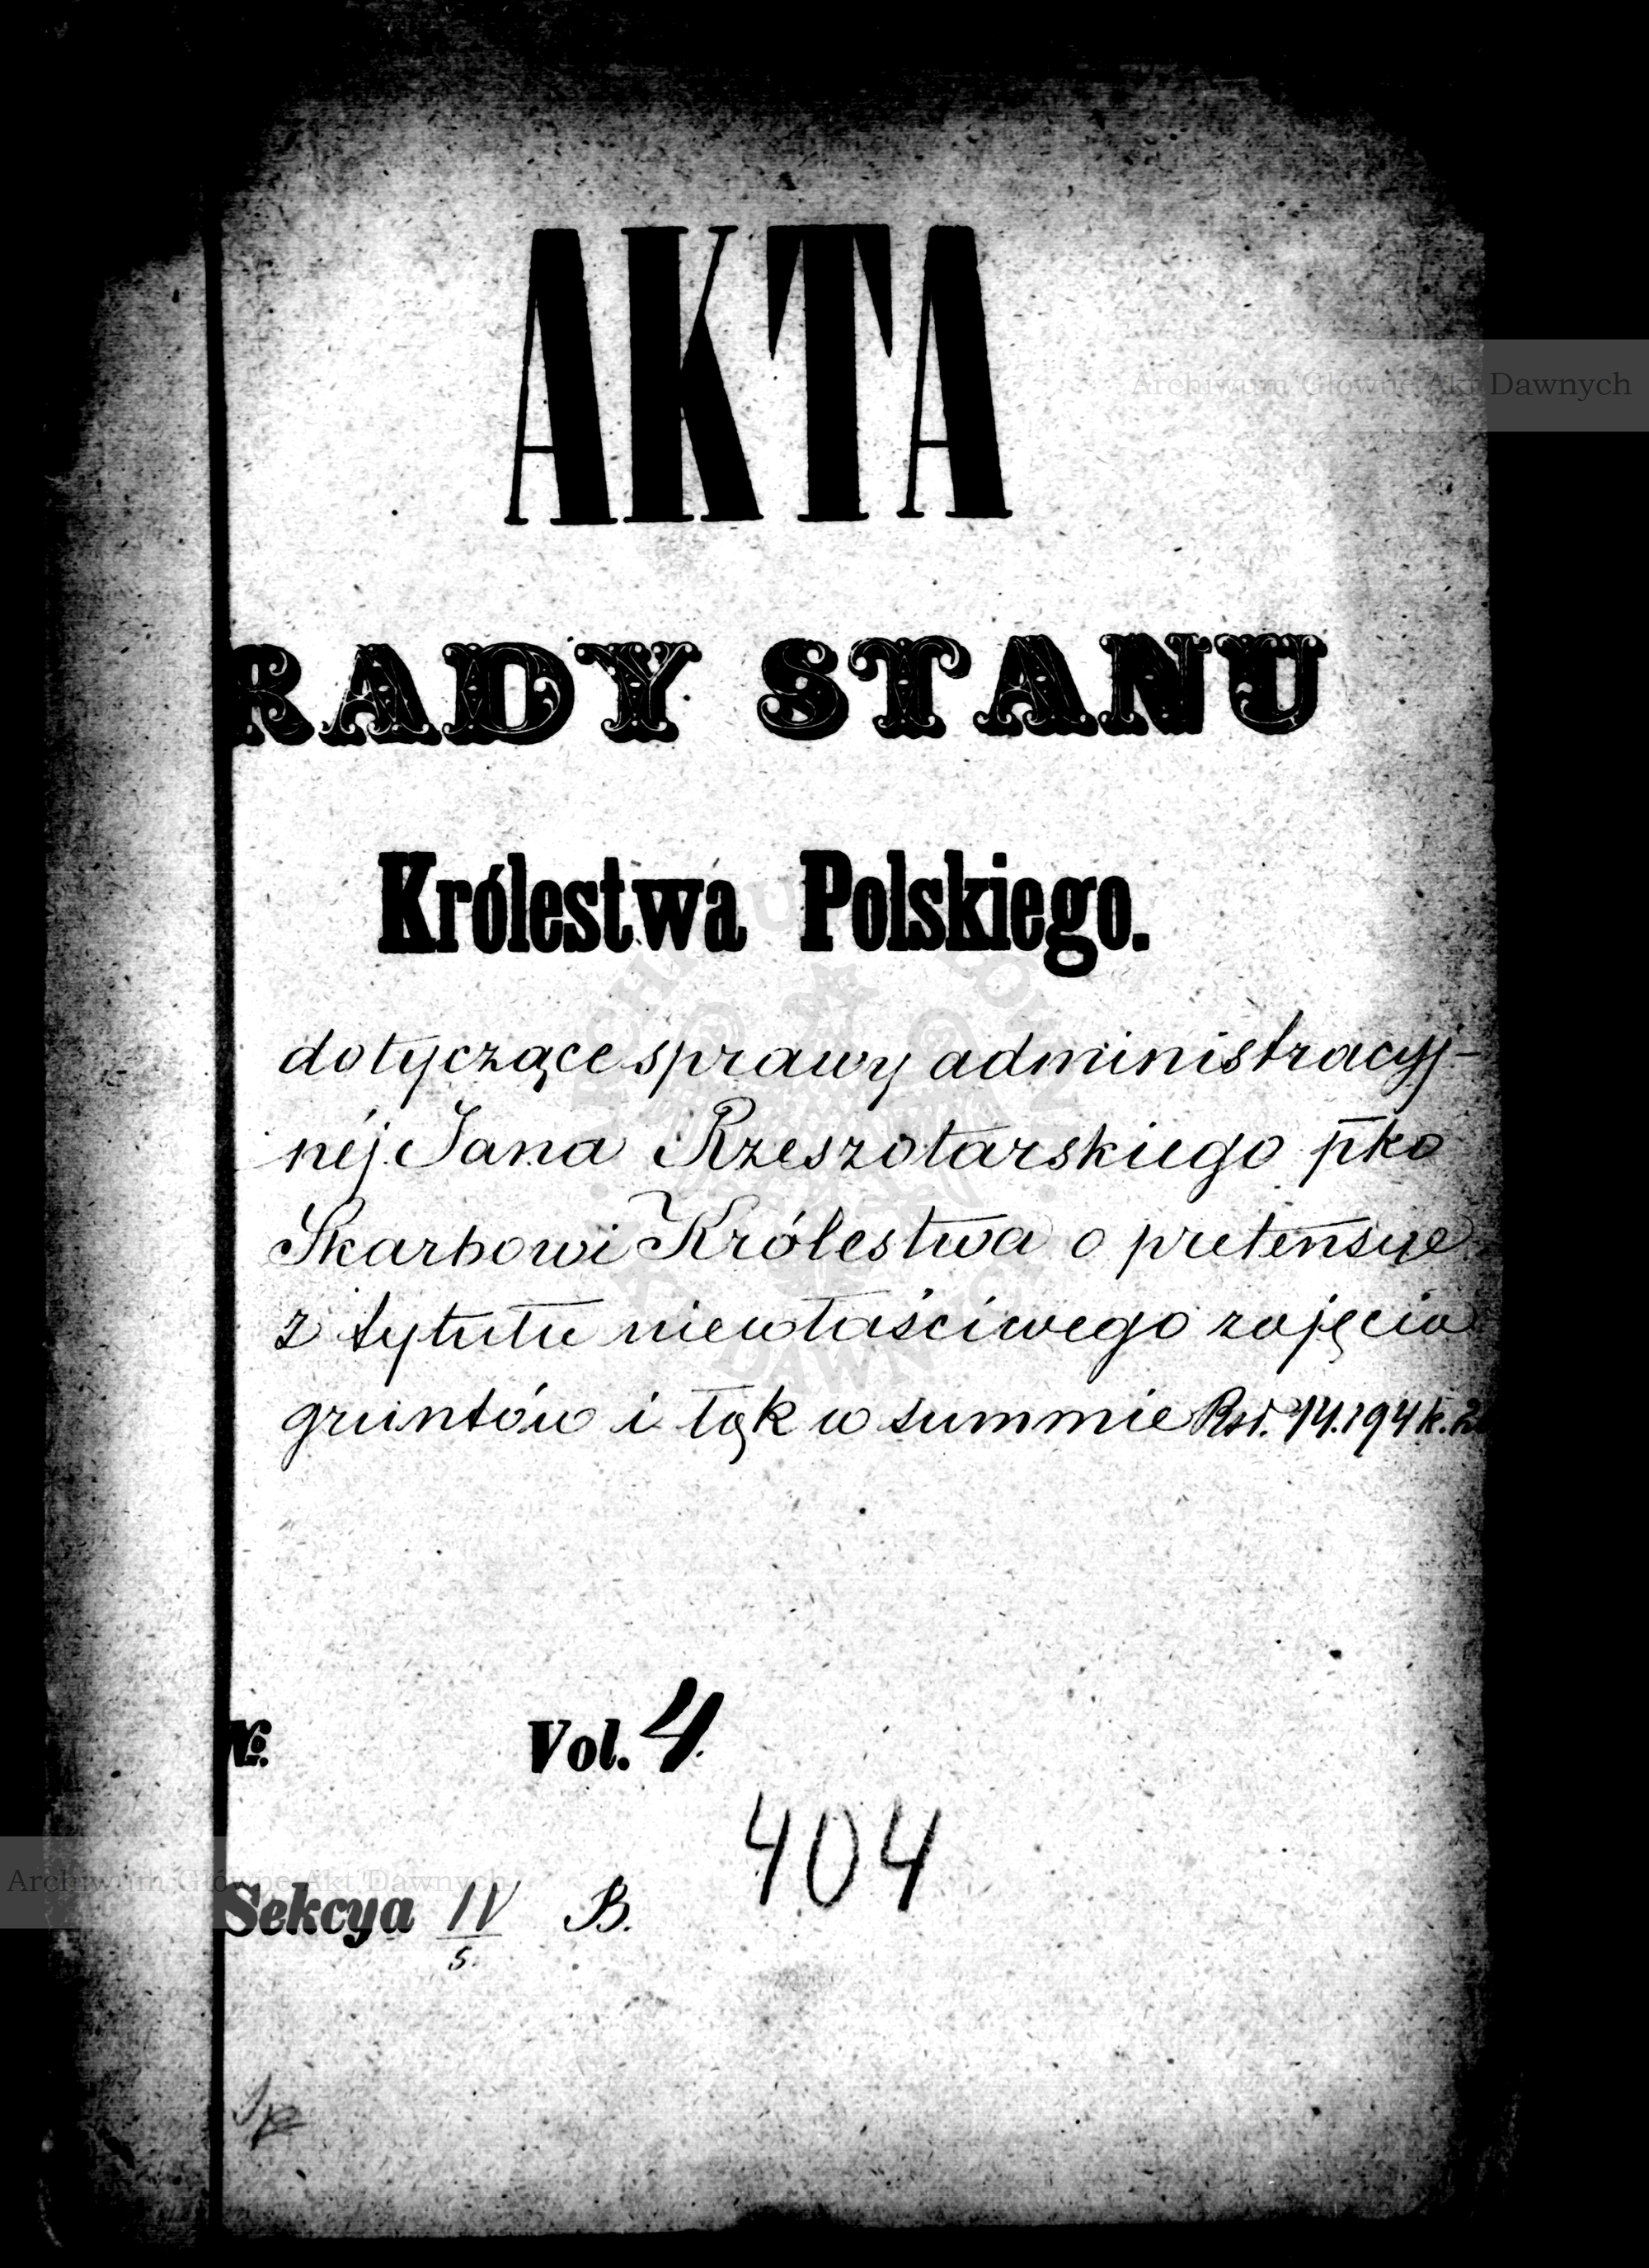 AKTA
RADY STANU
Królestwa Polskiego.
dotyczące sprawy administracyj-
nej Jana Rzeszotarskiego pko
Skarbowi Królestwa o pretensye
z tytułu niewłaściwego zajęcia
gruntów i łąk w summie Rsr. 14.194 k. 2
No. Vol. 4
404
Sekcya IV/5. B.
Archiwum Główne Akt Dawnych
Archiwum Główne Akt Dawnych